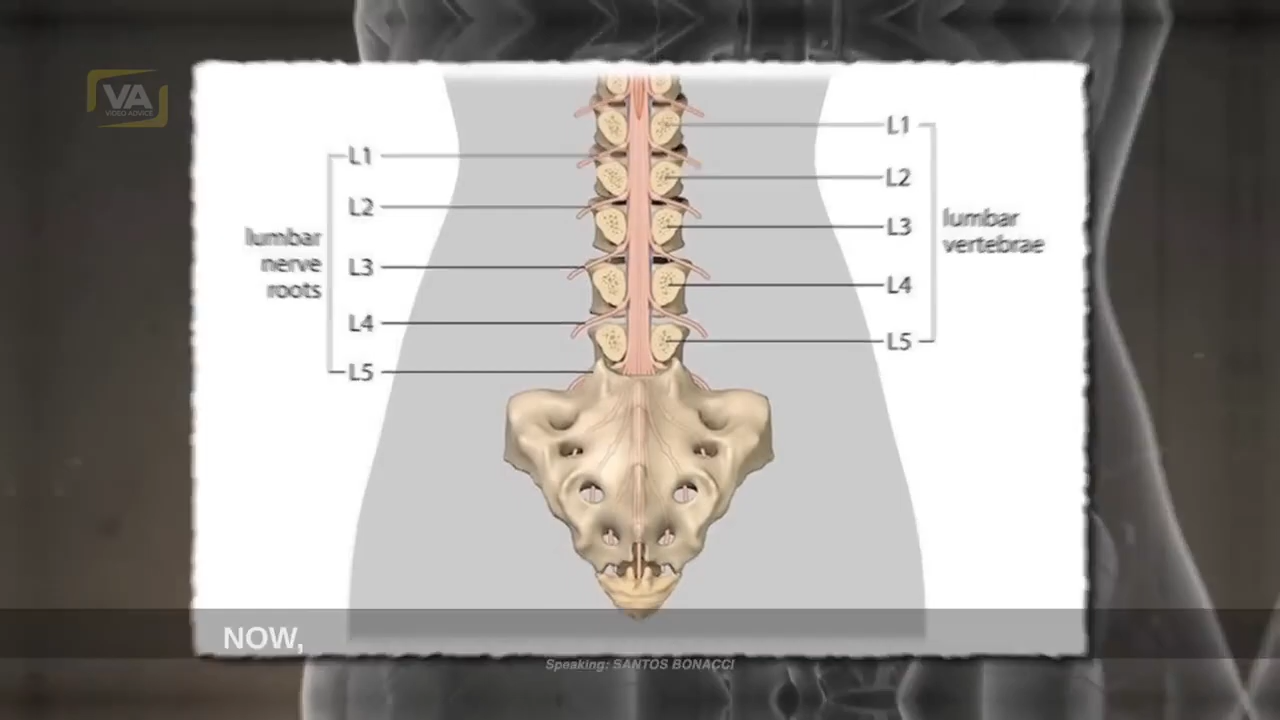 VA
VIDEO ADVICE
L1
L2
L3
L4
L5
lumbar
nerve
roots
L1
L2
L3
L4
L5
lumbar
vertebrae
NOW,
Speaking: SANTOS BONACCI